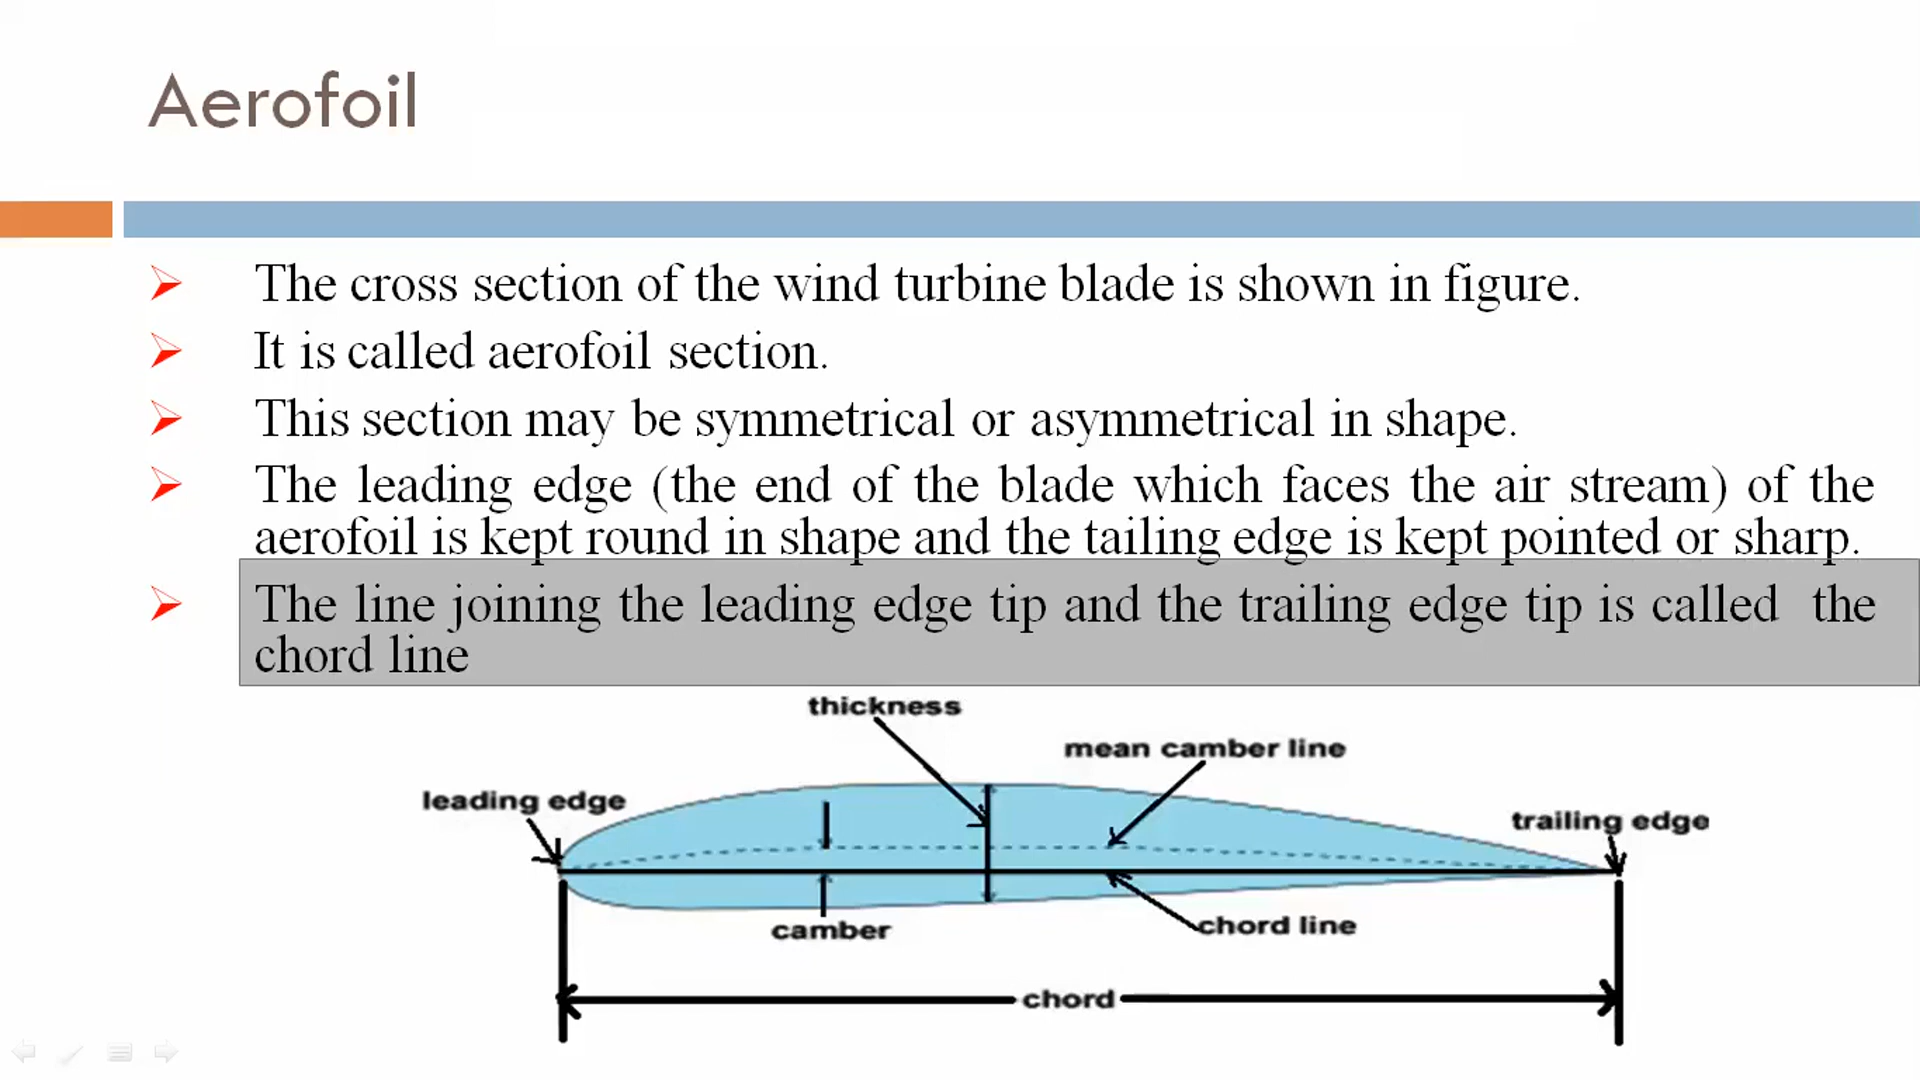 Aerofoil
The cross section of the wind turbine blade is shown in figure.
It is called aerofoil section.
This section may be symmetrical or asymmetrical in shape.
The leading edge (the end of the blade which faces the air stream) of the
aerofoil is kept round in shape and the tailing edge is kept pointed or sharp.
The line joining the leading edge tip and the trailing edge tip is called the
chord line
thickness
mean camber line
leading edge
trailing edge
camber
chord line
chord